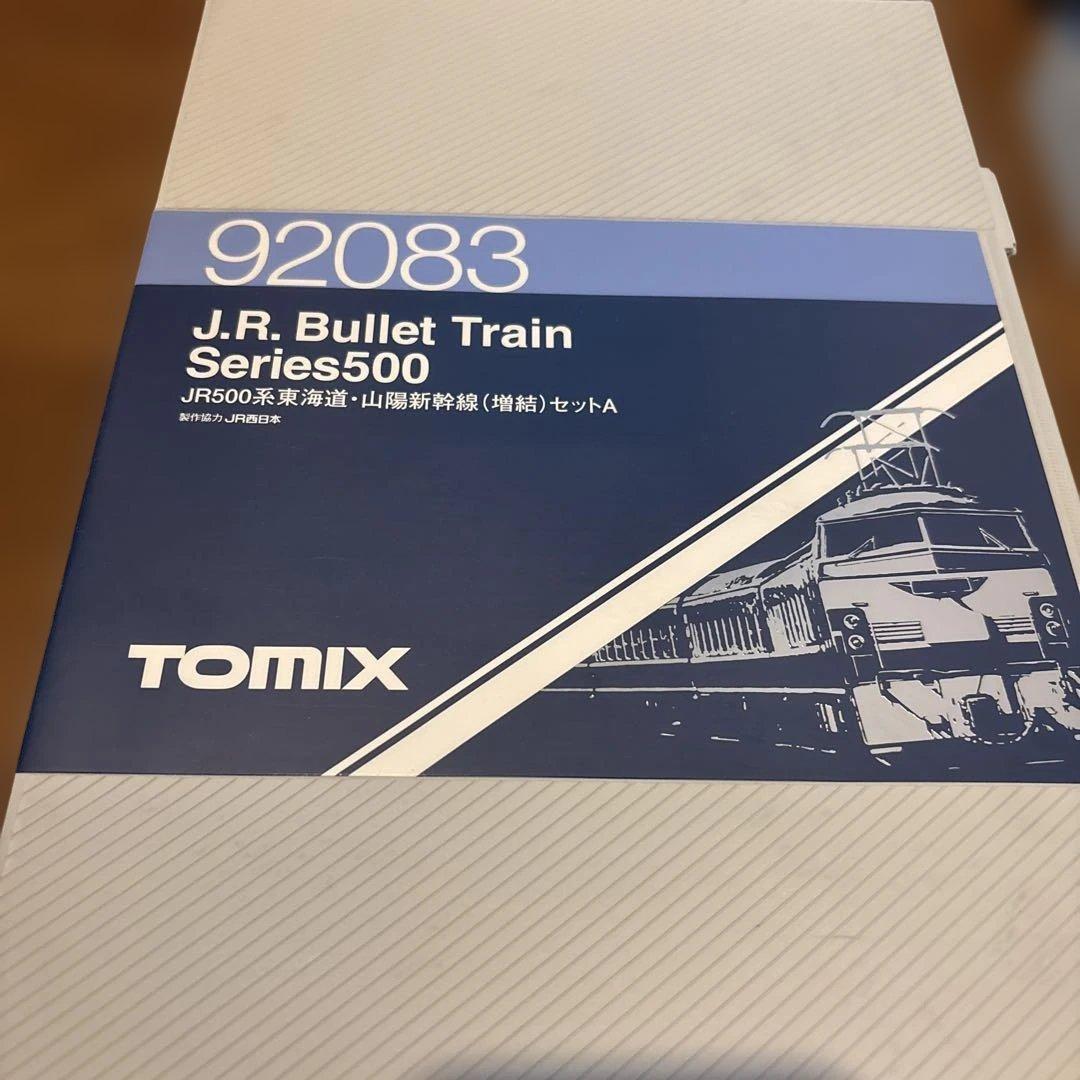 92083
J.R. Bullet Train
Series500
JR500系東海道・山陽新幹線(増結)セットA
製作協力 JR西日本
TOMIX